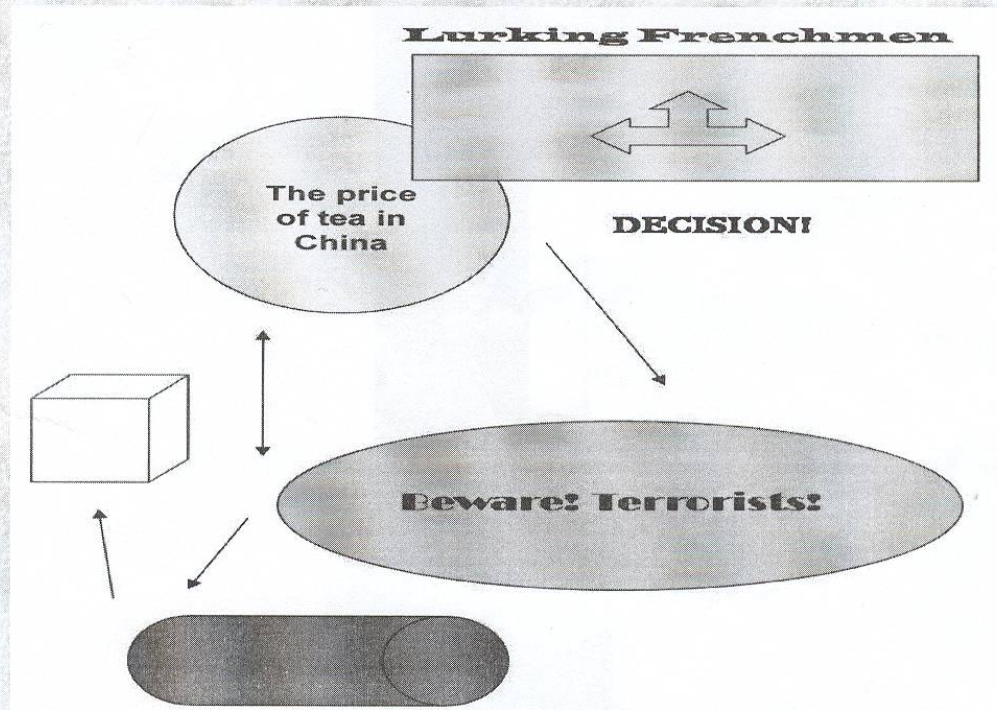 Lurking Frenchmen
The price
of tea in
China
DECISION!
Beware! Terrorists!